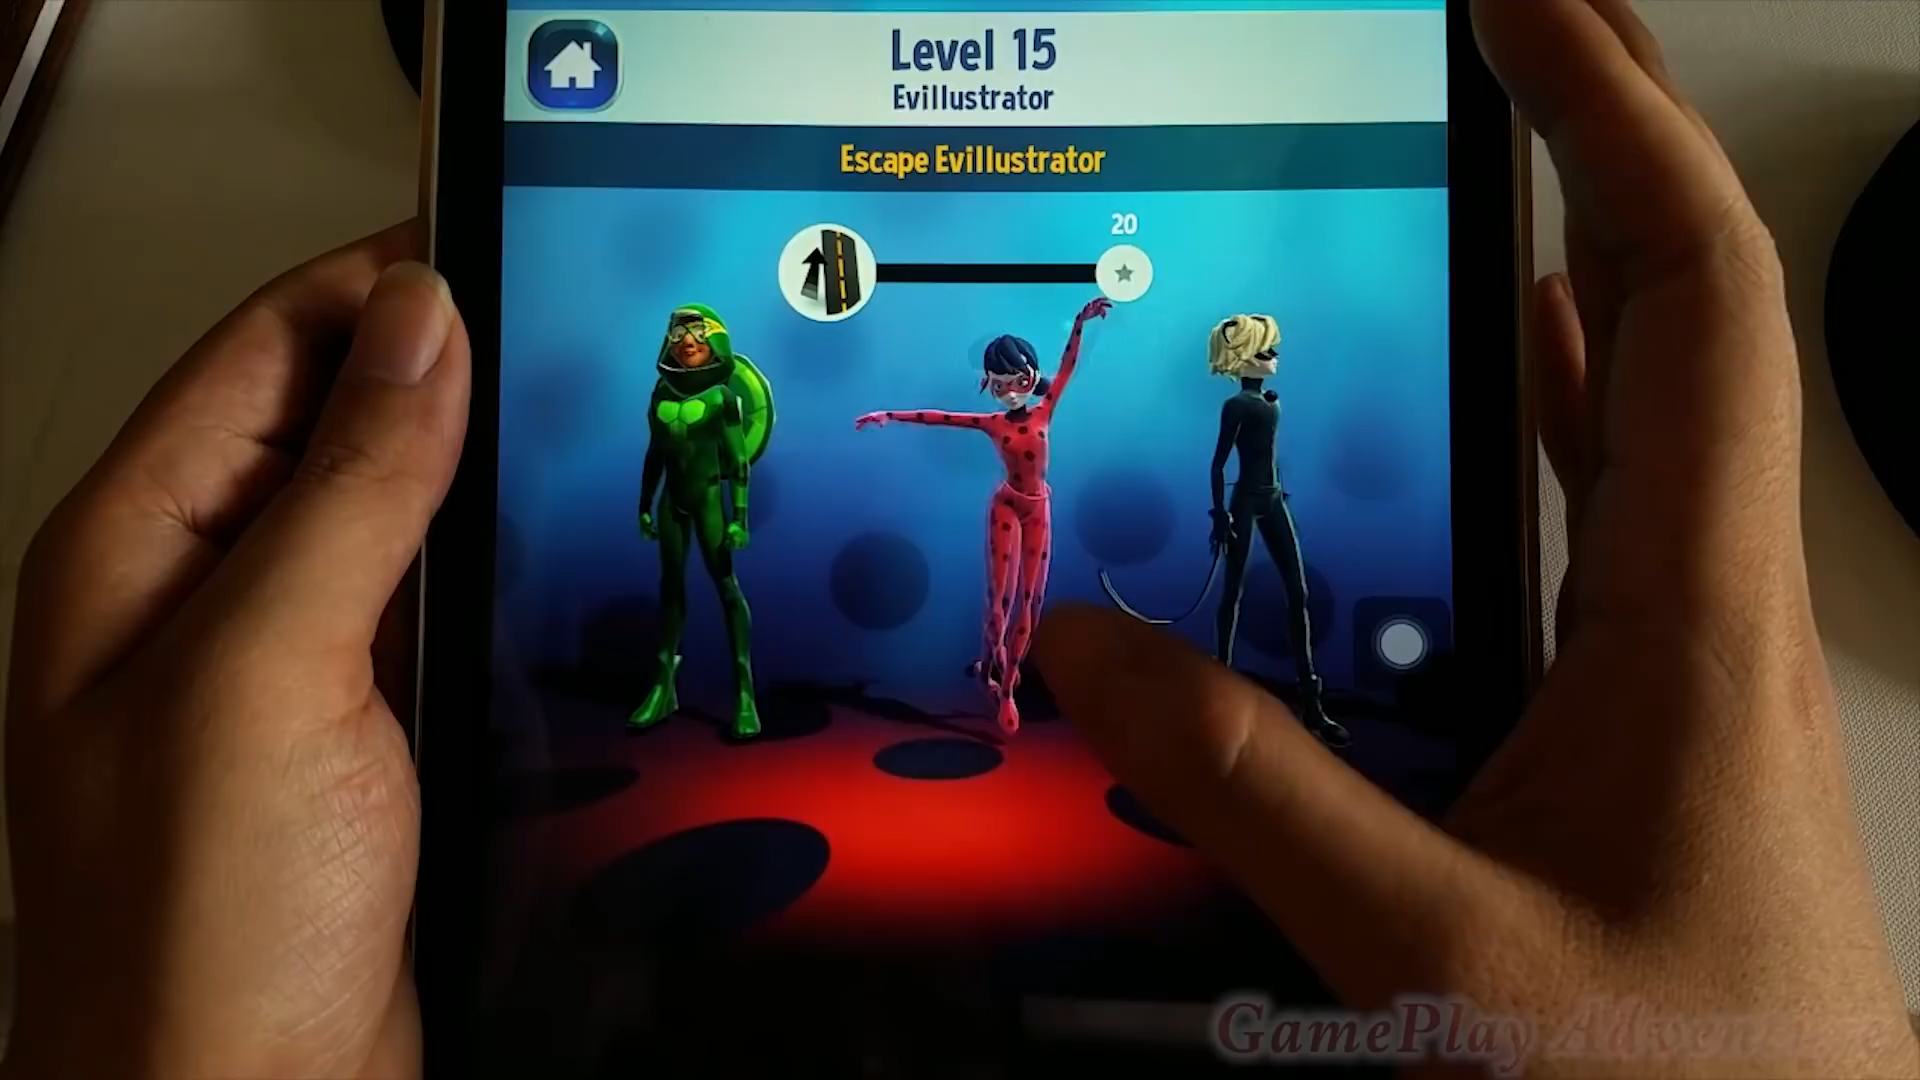 Level 15
Evillustrator
Escape Evillustrator
20
GamePlay